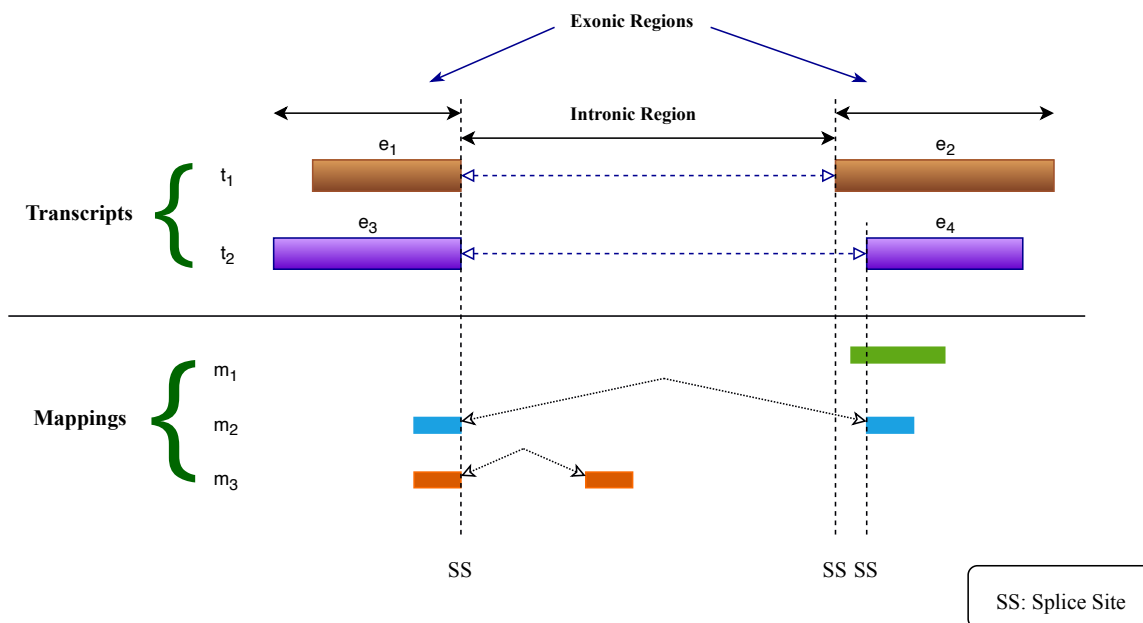 Exonic Regions
Intronic Region
e1
e2
t1
Transcripts
e3
e4
t2
m1
Mappings
m2
m3
SS
SS SS
SS: Splice Site